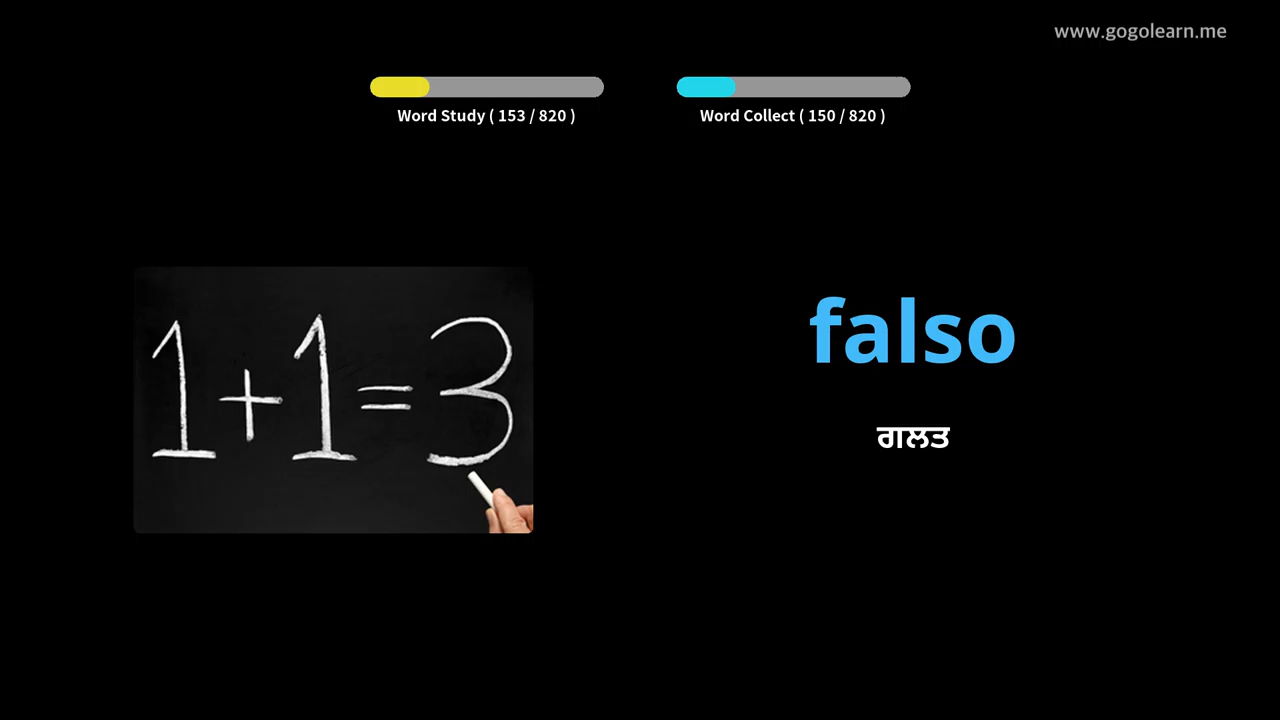 www.gogolearn.me
Word Study ( 153 / 820 )
Word Collect ( 150 / 820 )
1+1=3
falso
ਗਲਤ